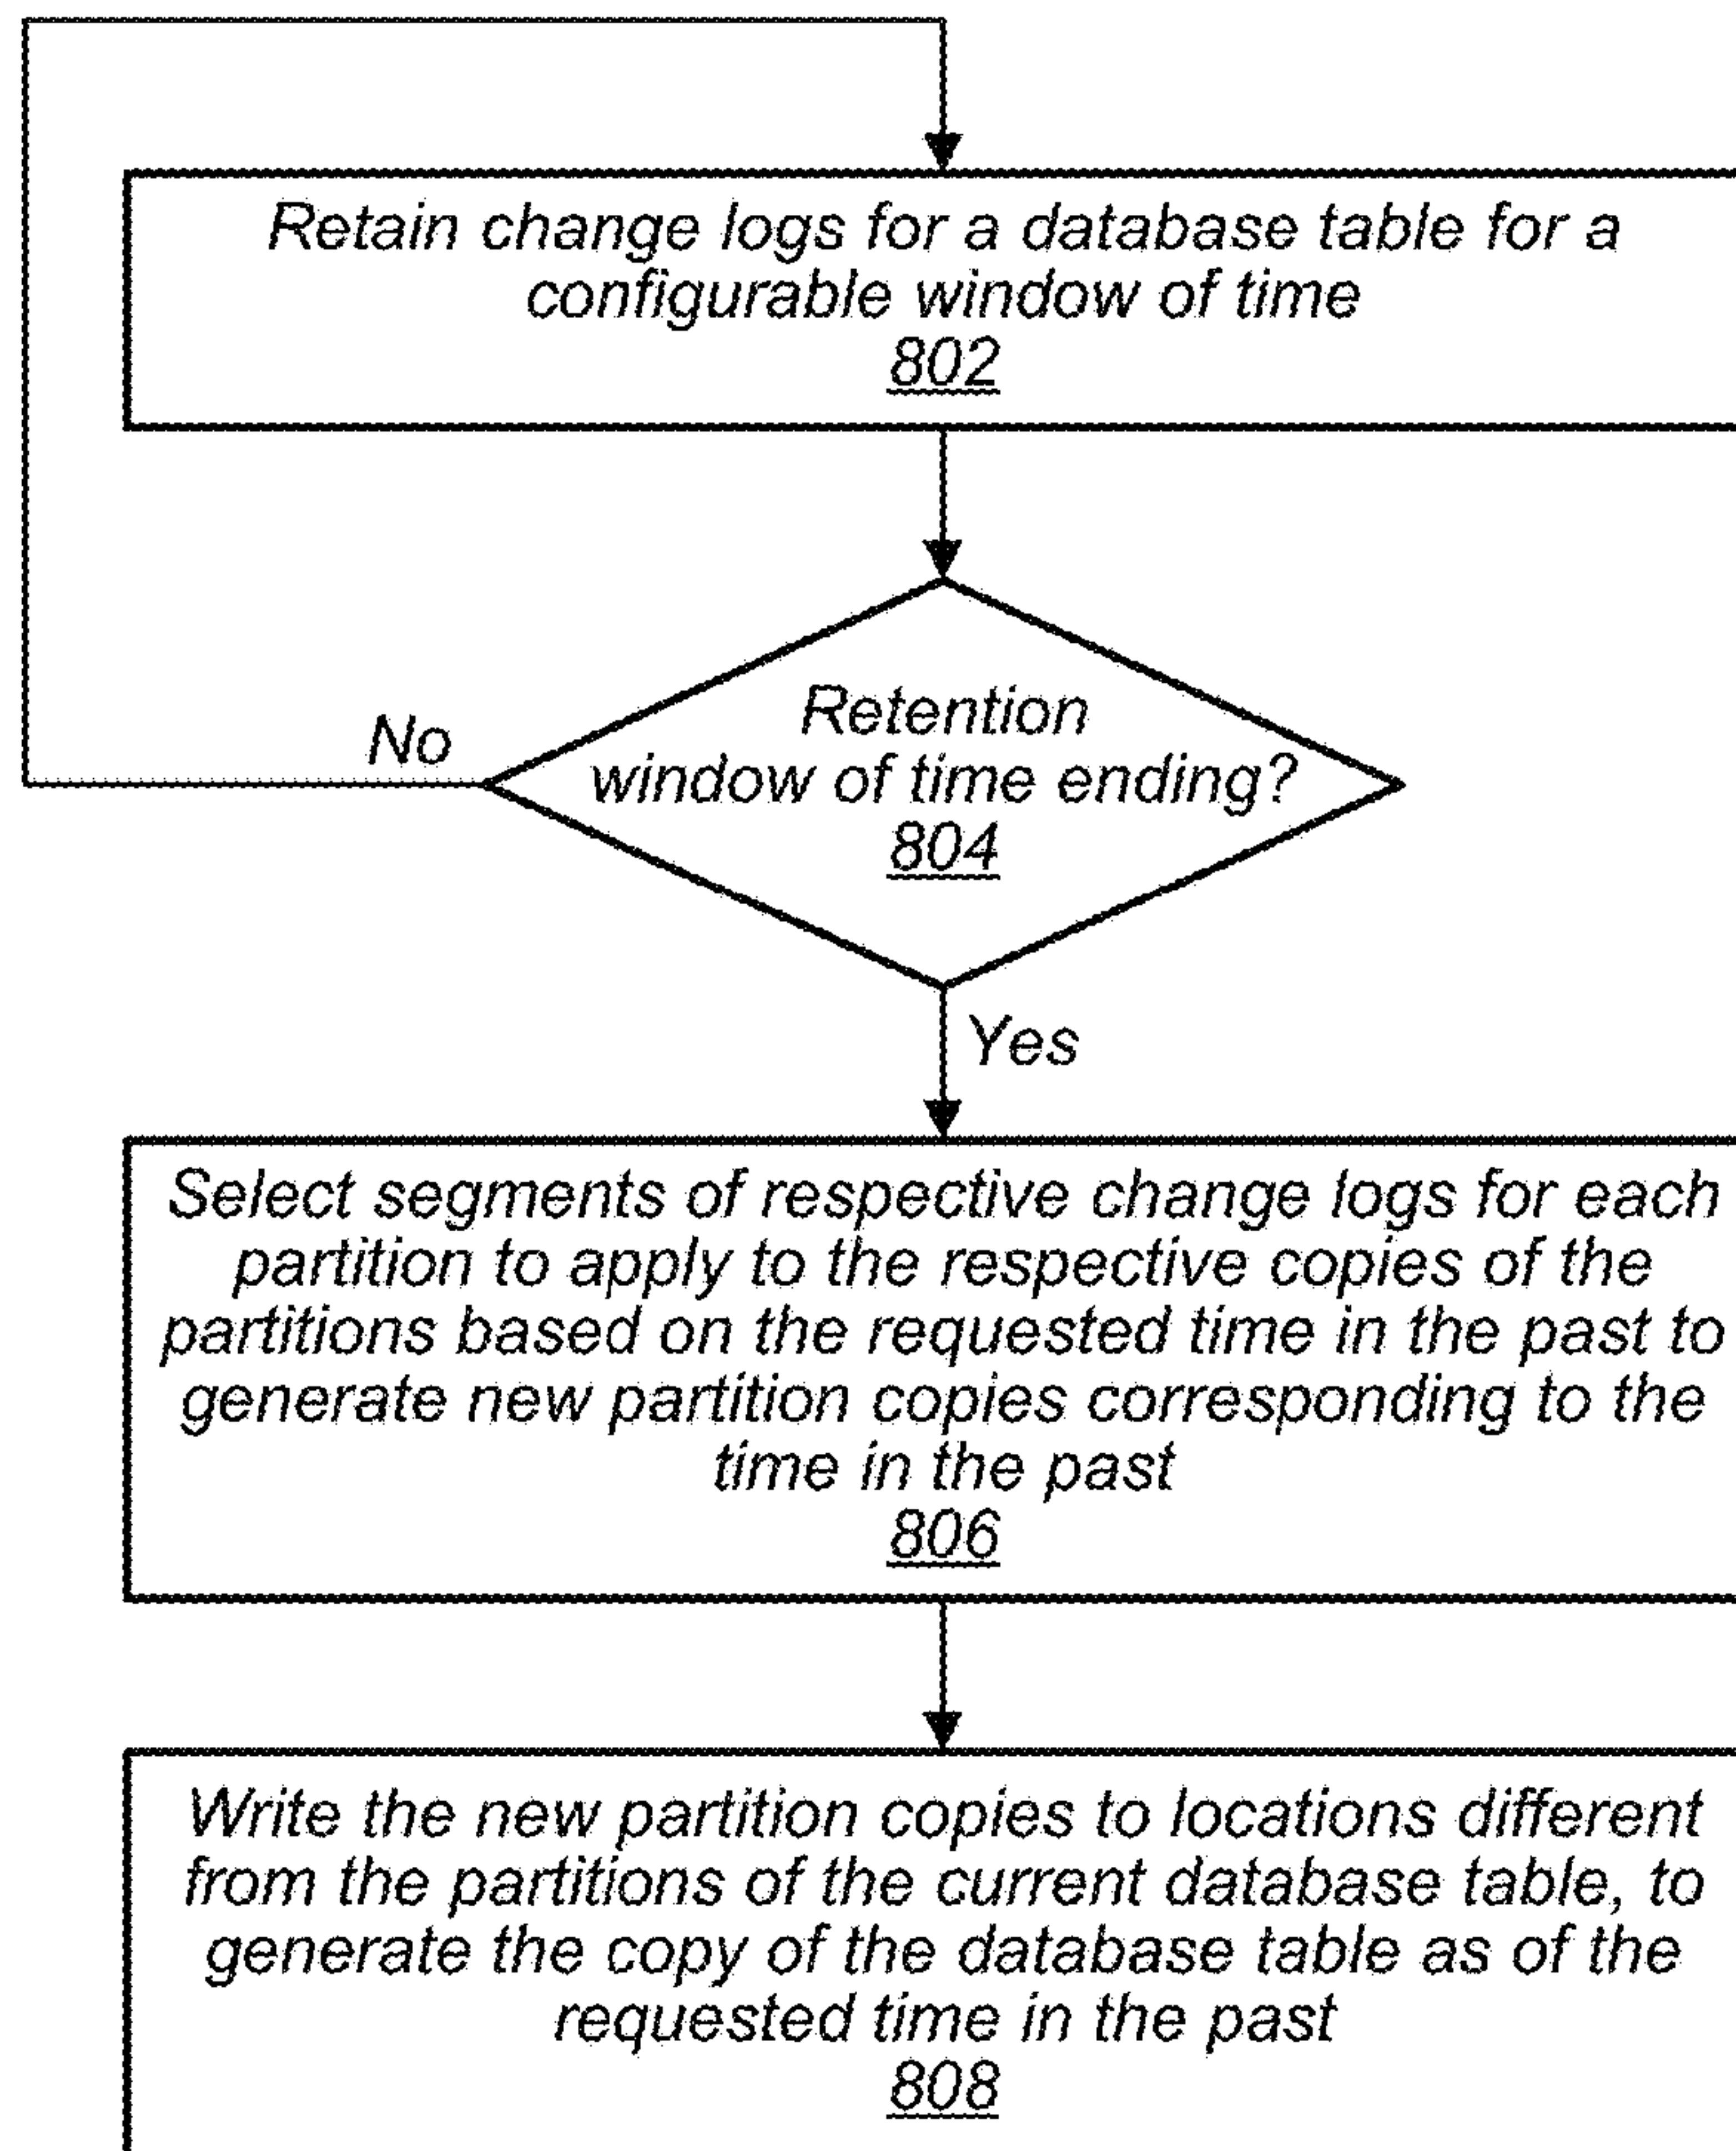 Retain change logs for a database table for a
configurable window of time
802
Retention
window of time ending?
804
No
Yes
Select segments of respective change logs for each
partition to apply to the respective copies of the
partitions based on the requested time in the past to
generate new partition copies corresponding to the
time in the past
806
Write the new partition copies to locations different
from the partitions of the current database table, to
generate the copy of the database table as of the
requested time in the past
808